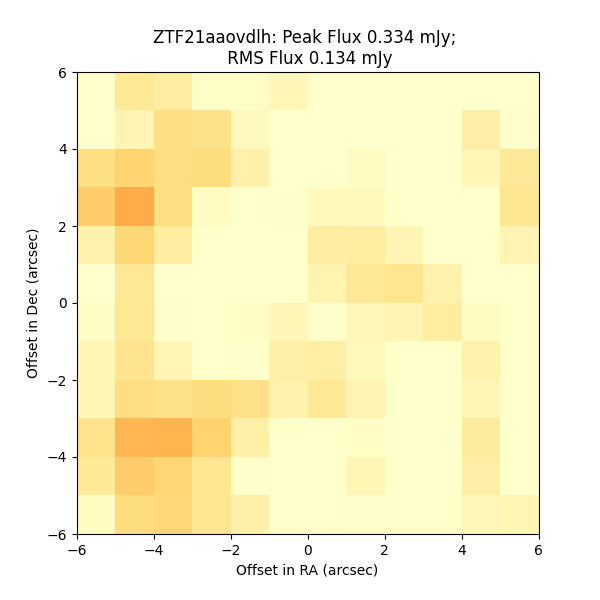 ZTF21aaovdlh: Peak Flux 0.334 mJy;
RMS Flux 0.134 mJy
6
4
2
0
−2
−4
−6
Offset in Dec (arcsec)
−6 −4 −2 0 2 4 6
Offset in RA (arcsec)